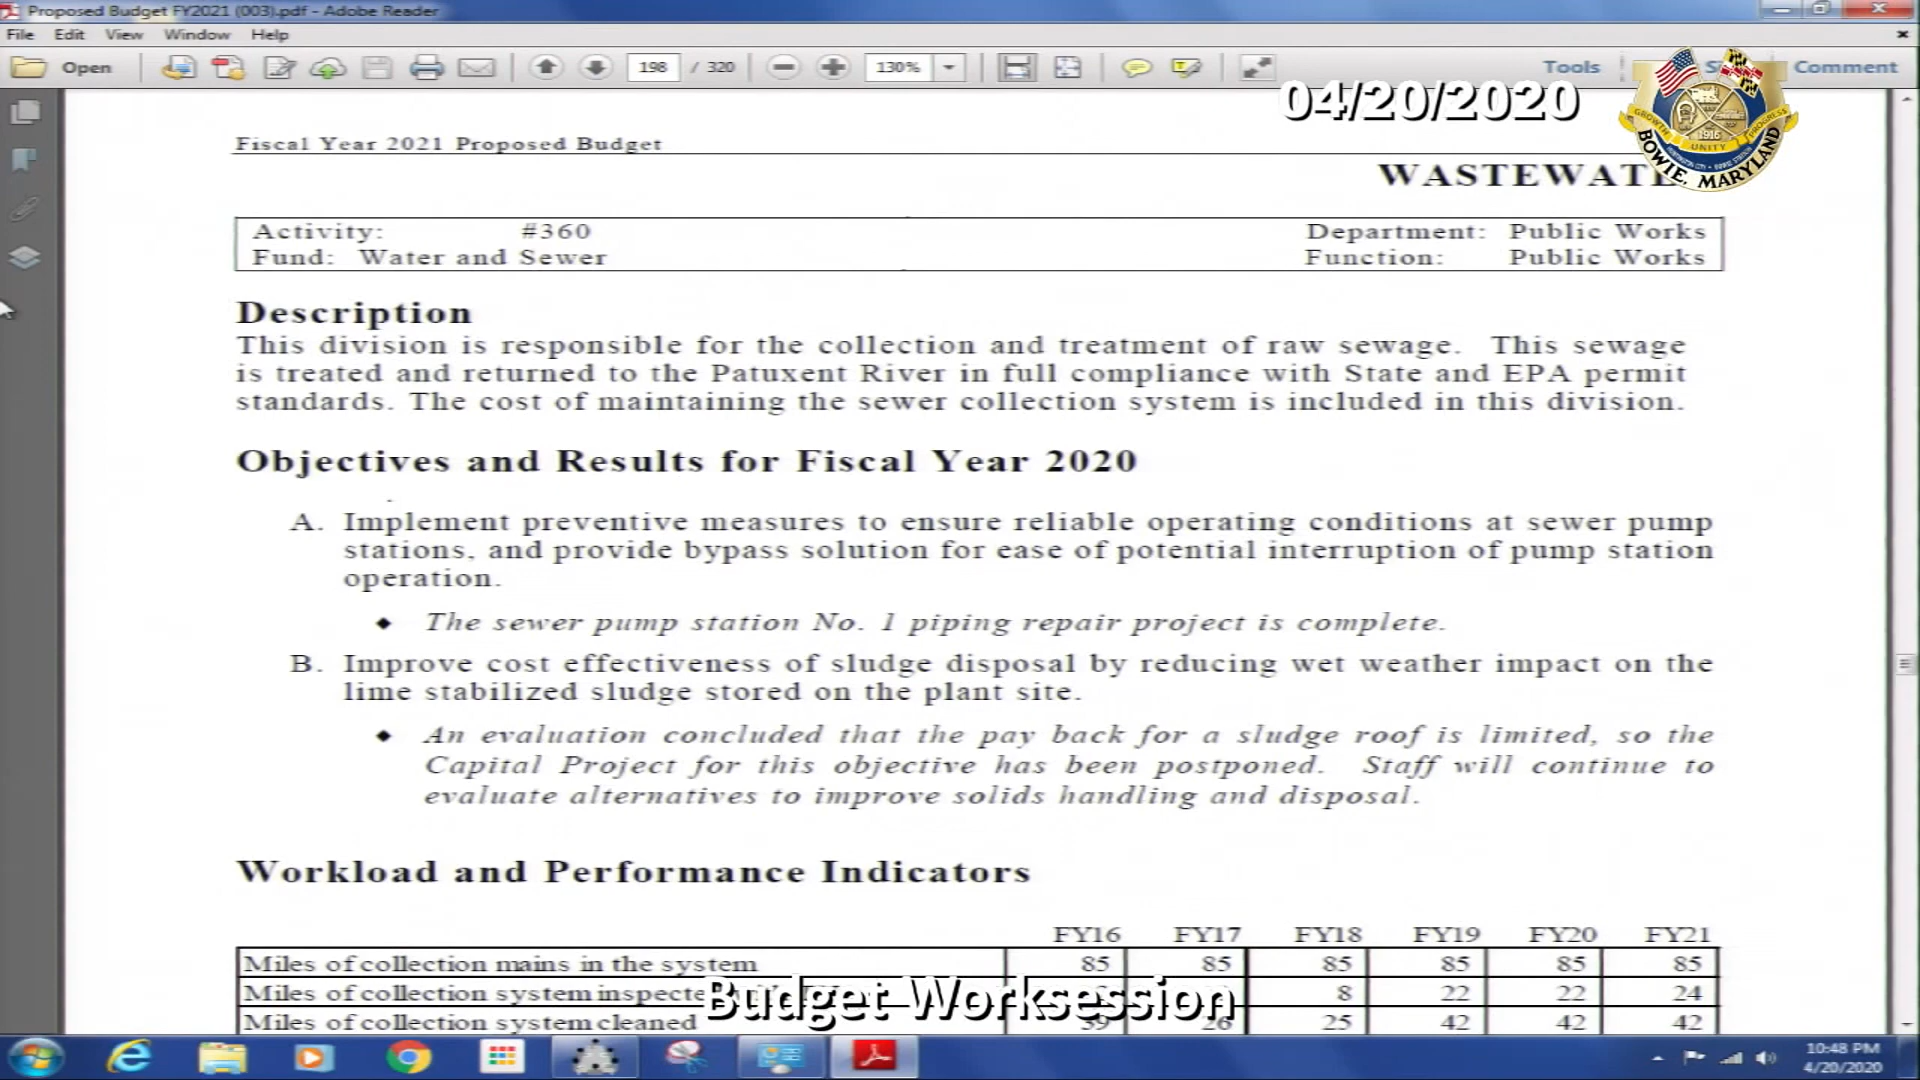 Proposed Budget FY2021 (003).pdf - Adobe Reader
File Edit View Window Help
Open 198 / 320 130% Tools Comment
04/20/2020
GROWTH PROGRESS
1916
UNITY
BOWIE, MARYLAND
Fiscal Year 2021 Proposed Budget
WASTEWATE
Activity: #360 Department: Public Works
Fund: Water and Sewer Function: Public Works
Description
This division is responsible for the collection and treatment of raw sewage. This sewage
is treated and returned to the Patuxent River in full compliance with State and EPA permit
standards. The cost of maintaining the sewer collection system is included in this division.
Objectives and Results for Fiscal Year 2020
A. Implement preventive measures to ensure reliable operating conditions at sewer pump
stations, and provide bypass solution for ease of potential interruption of pump station
operation.
◆ The sewer pump station No. 1 piping repair project is complete.
B. Improve cost effectiveness of sludge disposal by reducing wet weather impact on the
lime stabilized sludge stored on the plant site.
◆ An evaluation concluded that the pay back for a sludge roof is limited, so the
Capital Project for this objective has been postponed. Staff will continue to
evaluate alternatives to improve solids handling and disposal.
Workload and Performance Indicators
FY16 FY17 FY18 FY19 FY20 FY21
Miles of collection mains in the system 85 85 85 85 85 85
Miles of collection system inspecte 8 22 22 24
Miles of collection system cleaned 39 26 25 42 42 42
Budget Worksession
10:48 PM
4/20/2020